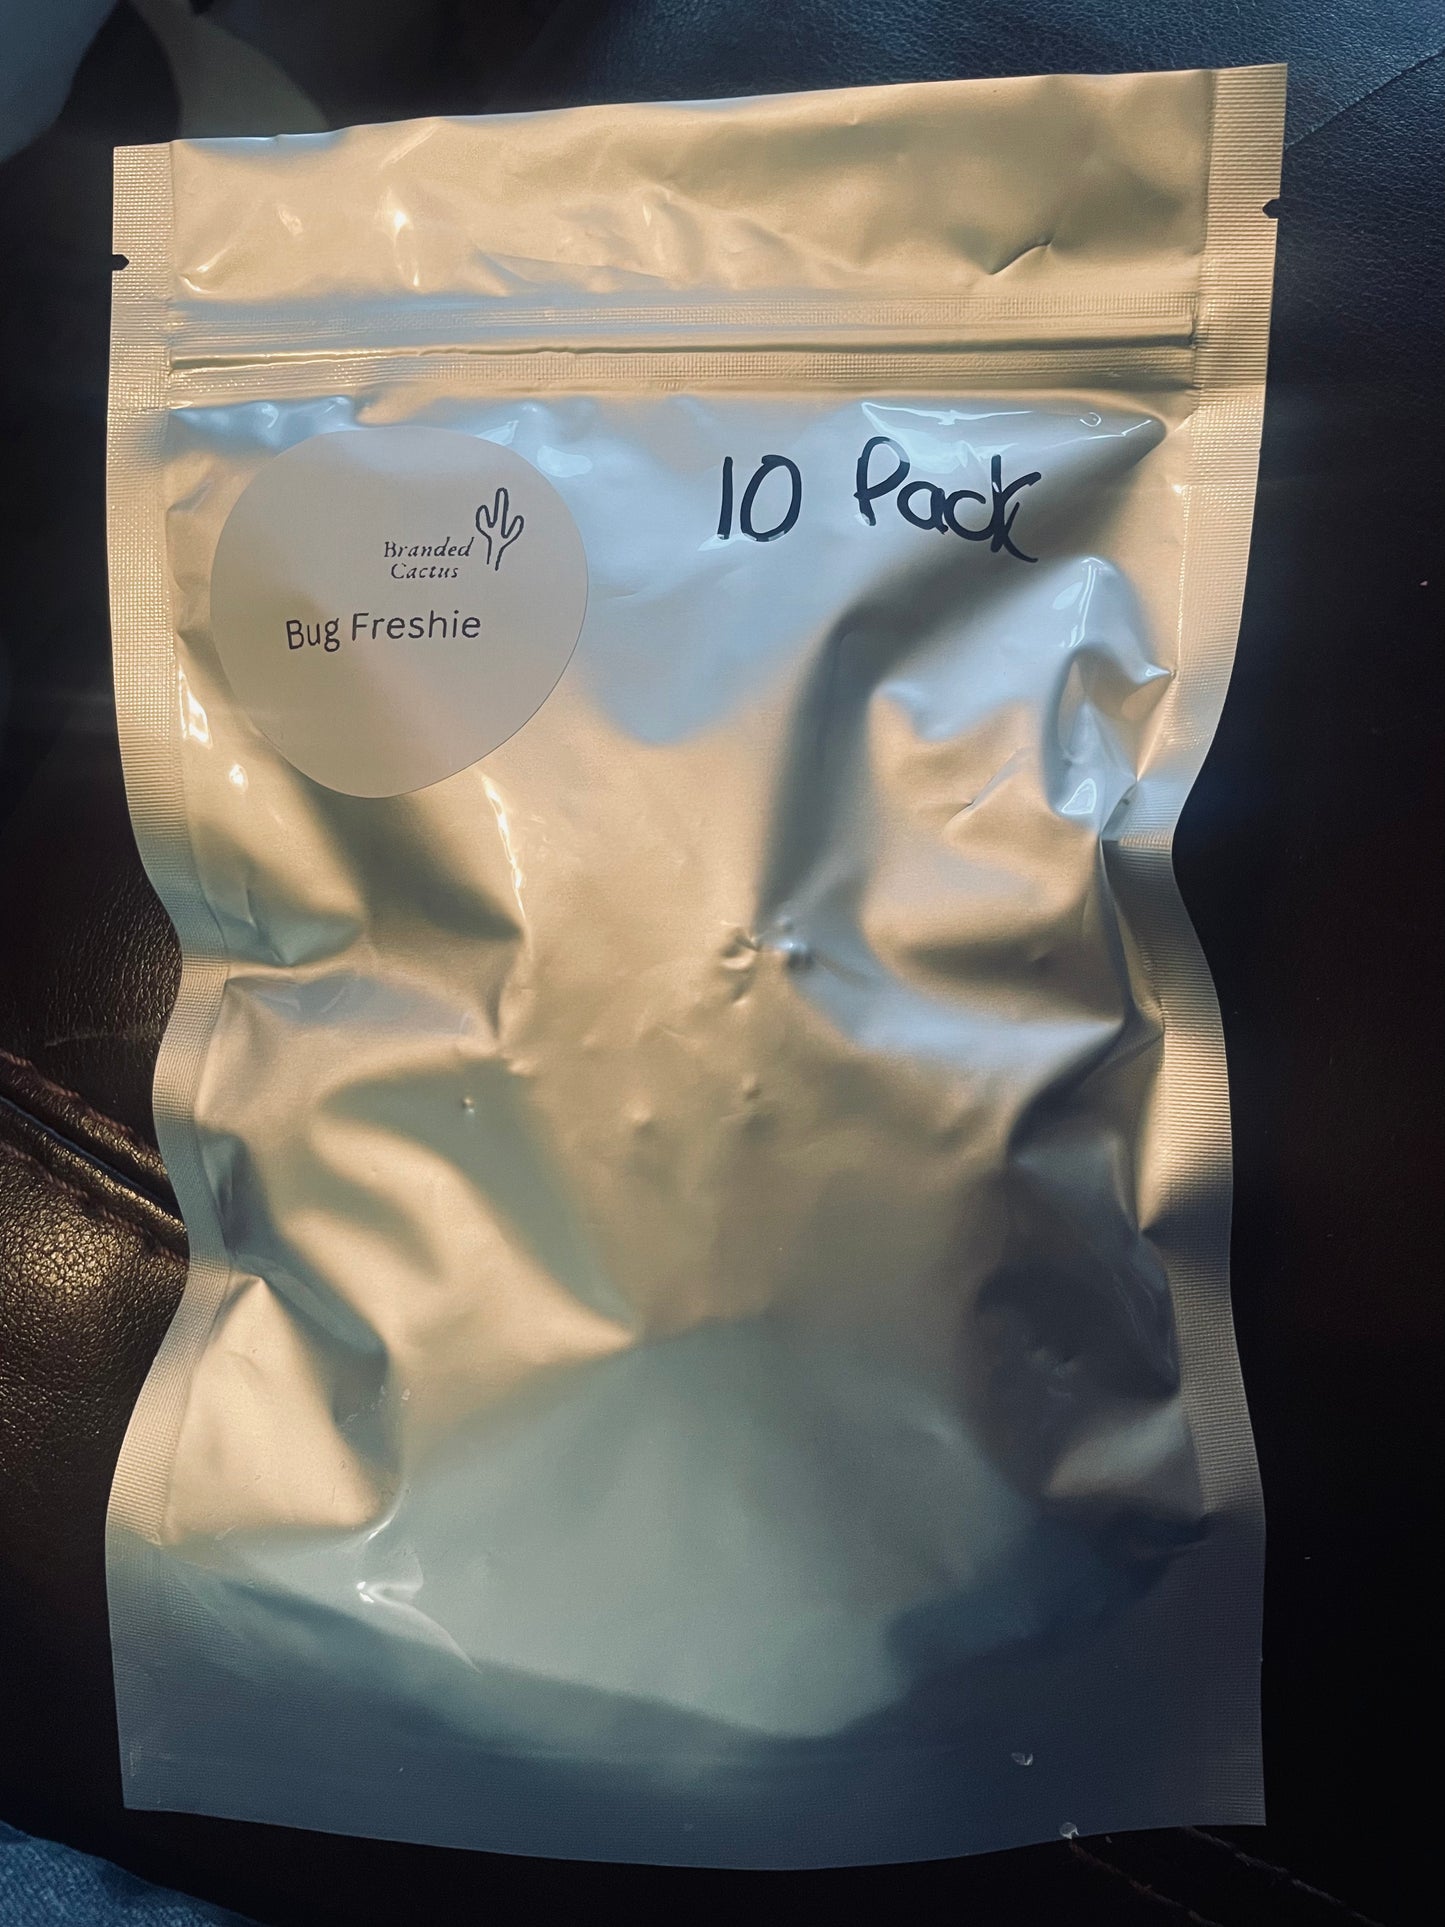 10 Pack
Branded
Cactus
Bug Freshie